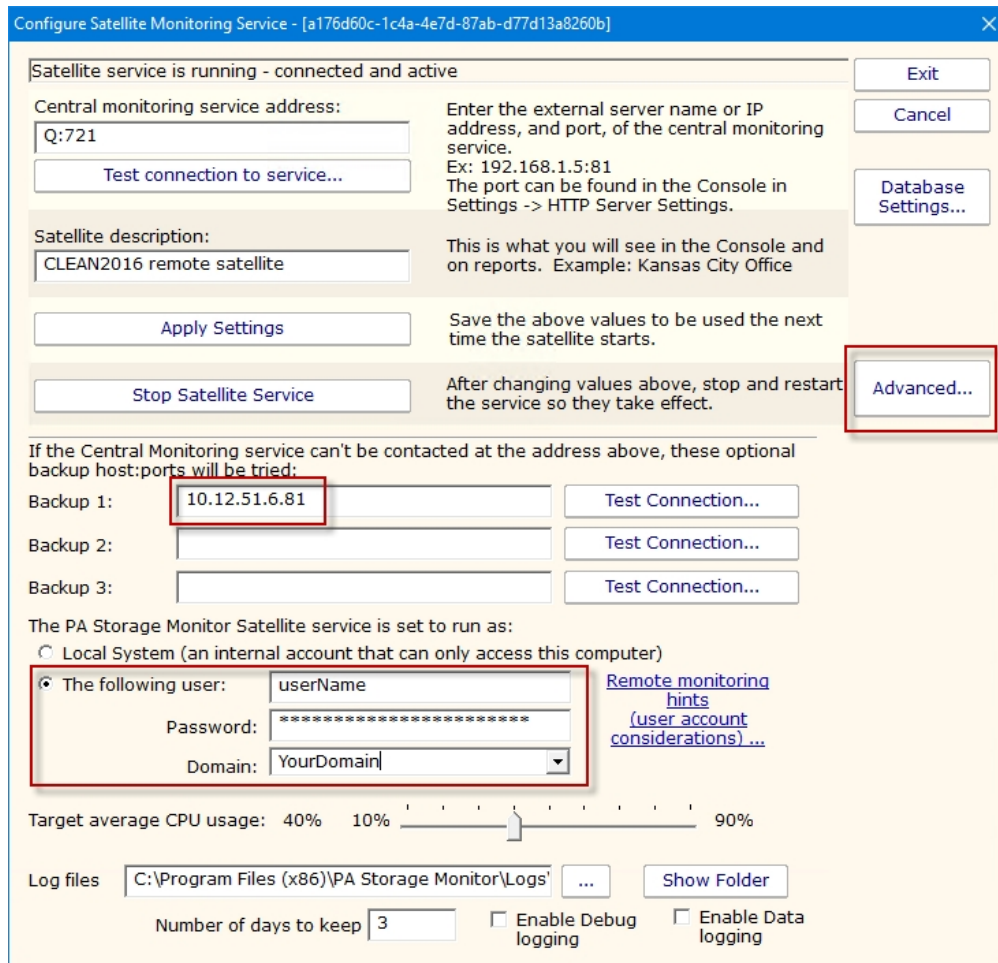 Configure Satellite Monitoring Service - [a176d60c-1c4a-4e7d-87ab-d77d13a8260b]
Satellite service is running - connected and active
Exit
Central monitoring service address:
Q:721
Test connection to service...
Enter the external server name or IP
address, and port, of the central monitoring
service.
Ex: 192.168.1.5:81
The port can be found in the Console in
Settings -> HTTP Server Settings.
Cancel
Database
Settings...
Satellite description:
CLEAN2016 remote satellite
This is what you will see in the Console and
on reports. Example: Kansas City Office
Apply Settings
Save the above values to be used the next
time the satellite starts.
Stop Satellite Service
After changing values above, stop and restart
the service so they take effect.
Advanced...
If the Central Monitoring service can't be contacted at the address above, these optional
backup host:ports will be tried:
Backup 1:
10.12.51.6.81
Test Connection...
Backup 2:
Test Connection...
Backup 3:
Test Connection...
The PA Storage Monitor Satellite service is set to run as:
Local System (an internal account that can only access this computer)
The following user:
userName
Password:
***********************
Domain:
YourDomain
Remote monitoring
hints
(user account
considerations) ...
Target average CPU usage: 40% 10% 90%
Log files
C:\Program Files (x86)\PA Storage Monitor\Logs
...
Show Folder
Number of days to keep 3
Enable Debug
logging
Enable Data
logging